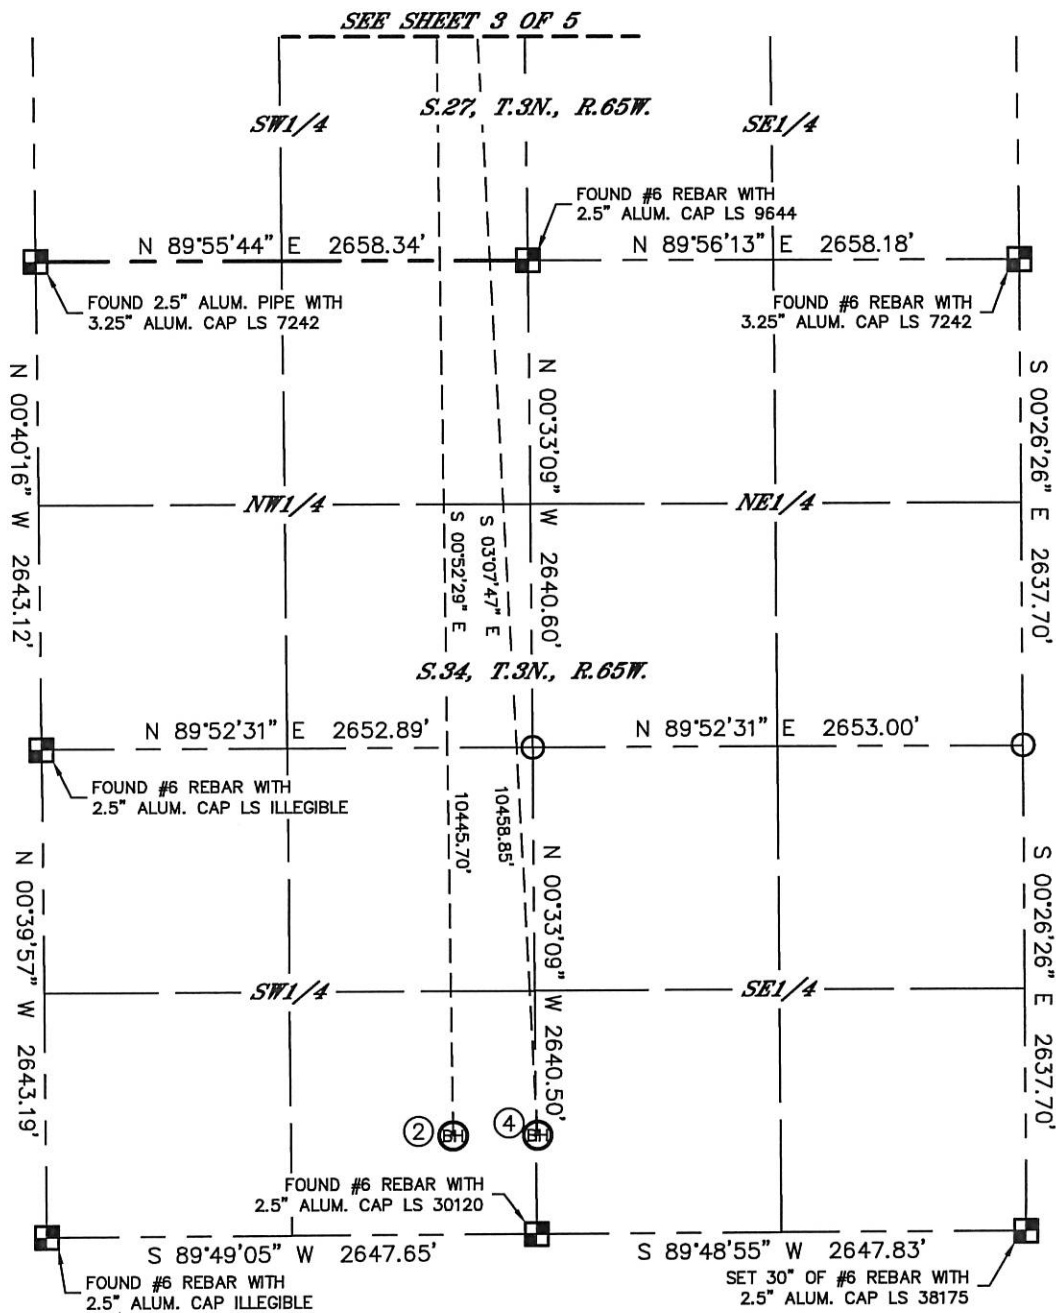 SEE SHEET 3 OF 5
S.27, T.3N., R.65W.
SW1/4
SE1/4
FOUND #6 REBAR WITH
2.5" ALUM. CAP LS 9644
N 89°55'44" E 2658.34'
N 89°56'13" E 2658.18'
FOUND 2.5" ALUM. PIPE WITH
3.25" ALUM. CAP LS 7242
FOUND #6 REBAR WITH
3.25" ALUM. CAP LS 7242
N 00°40'16" W 2643.12'
N 00°33'09" W 2640.60'
S 00°26'26" E 2637.70'
NW1/4
NE1/4
S 00°52'29" E
S 03°07'47" E
S.34, T.3N., R.65W.
N 89°52'31" E 2652.89'
N 89°52'31" E 2653.00'
FOUND #6 REBAR WITH
2.5" ALUM. CAP LS ILLEGIBLE
10445.70'
10458.85'
N 00°39'57" W 2643.19'
N 00°33'09" W 2640.50'
S 00°26'26" E 2637.70'
SW1/4
SE1/4
2 BH
4 BH
FOUND #6 REBAR WITH
2.5" ALUM. CAP LS 30120
S 89°49'05" W 2647.65'
S 89°48'55" W 2647.83'
FOUND #6 REBAR WITH
2.5" ALUM. CAP ILLEGIBLE
SET 30" OF #6 REBAR WITH
2.5" ALUM. CAP LS 38175